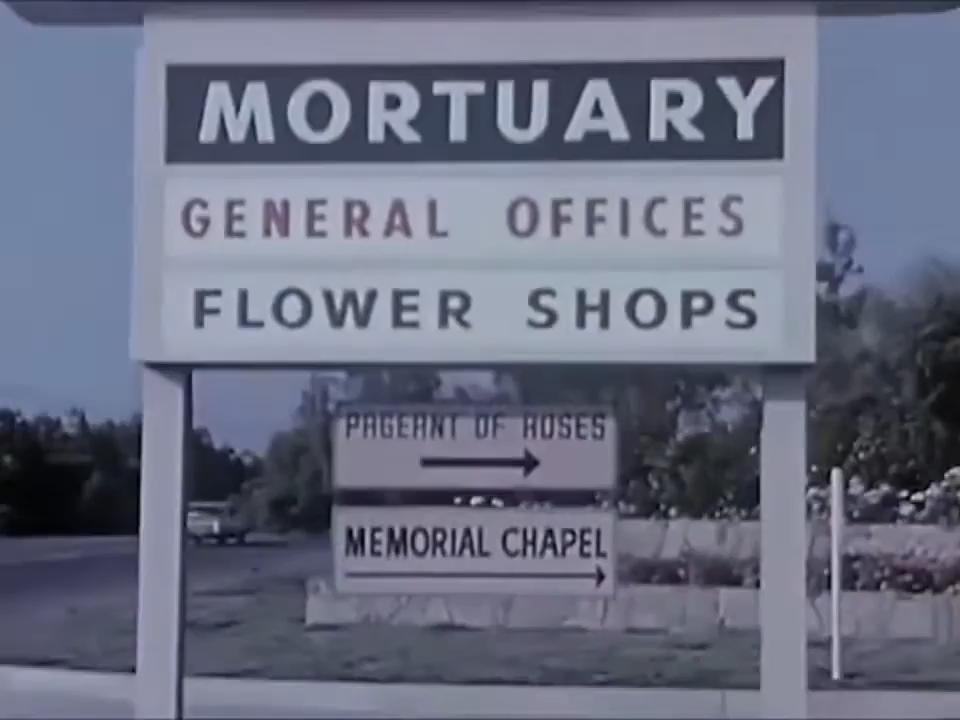 MORTUARY
GENERAL OFFICES
FLOWER SHOPS
PAGEANT OF ROSES
MEMORIAL CHAPEL